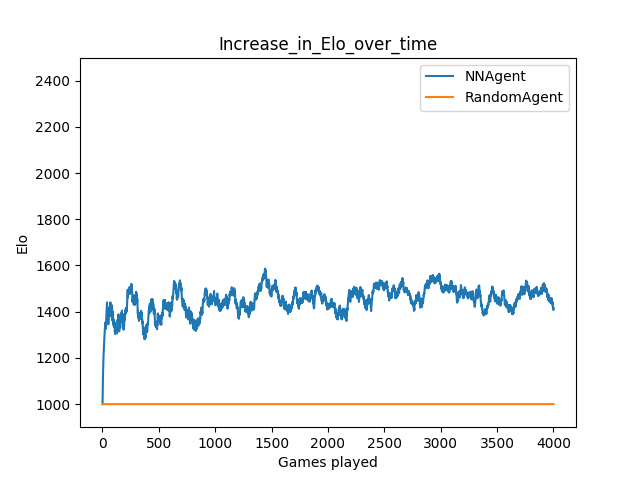 Increase_in_Elo_over_time
NNAgent
RandomAgent
2400
2200
2000
1800
1600
1400
1200
1000
Elo
0 500 1000 1500 2000 2500 3000 3500 4000
Games played